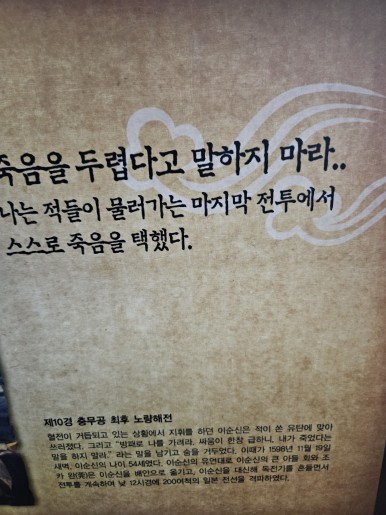 죽음을 두렵다고 말하지 마라..
나는 적들이 물러가는 마지막 전투에서
스스로 죽음을 택했다.
제10경 충무공 최후 노량해전
혈전이 거듭되고 있는 상황에서 지휘를 하던 이순신은 적이 쏜 유탄에 맞아
쓰러졌다. 그리고 "방패로 나를 가려라. 싸움이 한창 급하니, 내가 죽었다는
말을 하지 말라." 라는 말을 남기고 숨을 거두었다. 이때가 1598년 11월 19일
새벽. 이순신의 나이 54세였다. 이순신의 유언대로 이순신의 큰 아들 회와 조
카 완(莞)은 이순신을 배안으로 옮기고, 이순신을 대신해 독전기를 흔들면서
전투를 계속하여 낮 12시경에 200여척의 일본 전선을 격파하였다.